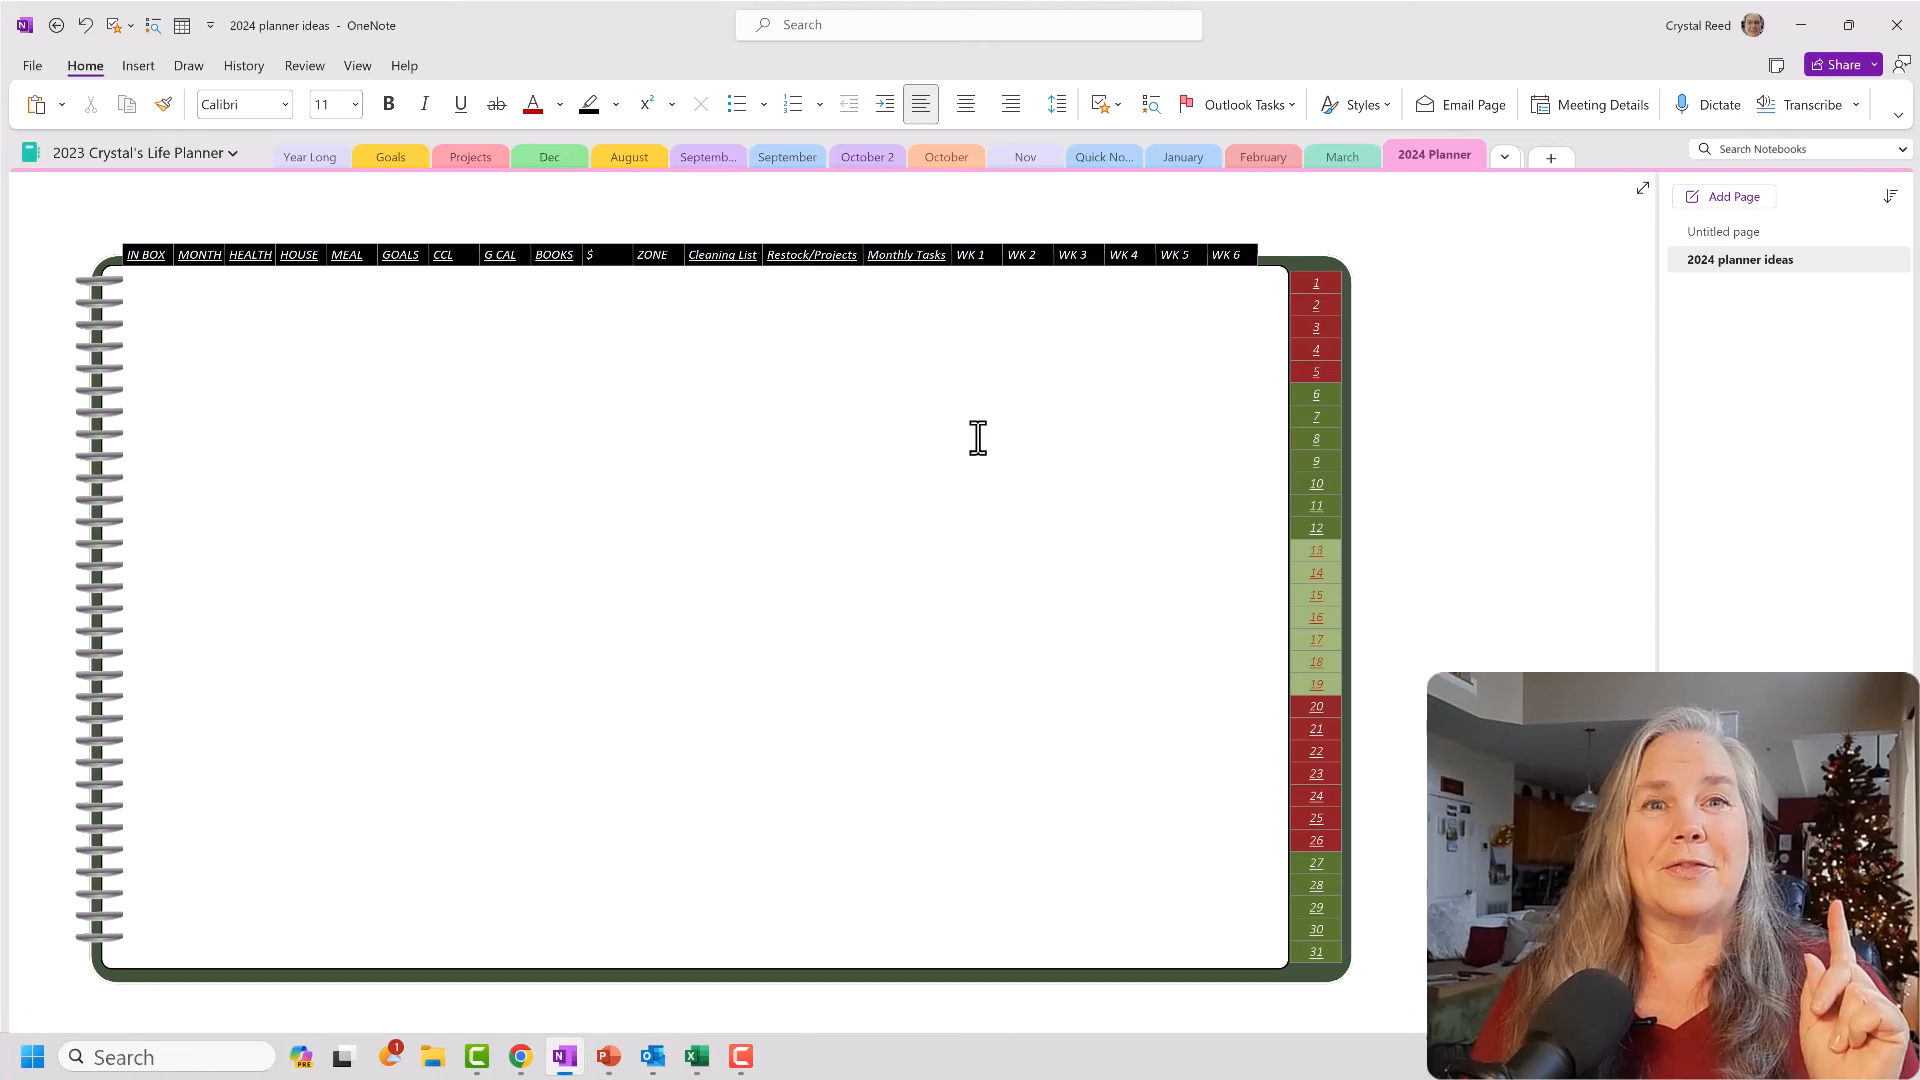 2024 planner ideas - OneNote
Search
Crystal Reed
File Home Insert Draw History Review View Help
Share
Calibri 11 B I U ab A x² Outlook Tasks Styles Email Page Meeting Details Dictate Transcribe
2023 Crystal's Life Planner
Year Long Goals Projects Dec August Septemb... September October 2 October Nov Quick No... January February March 2024 Planner
Search Notebooks
Add Page
Untitled page
2024 planner ideas
IN BOX MONTH HEALTH HOUSE MEAL GOALS CCL G CAL BOOKS $ ZONE Cleaning List Restock/Projects Monthly Tasks WK 1 WK 2 WK 3 WK 4 WK 5 WK 6
1
2
3
4
5
6
7
8
9
10
11
12
13
14
15
16
17
18
19
20
21
22
23
24
25
26
27
28
29
30
31
Search
PRE
1